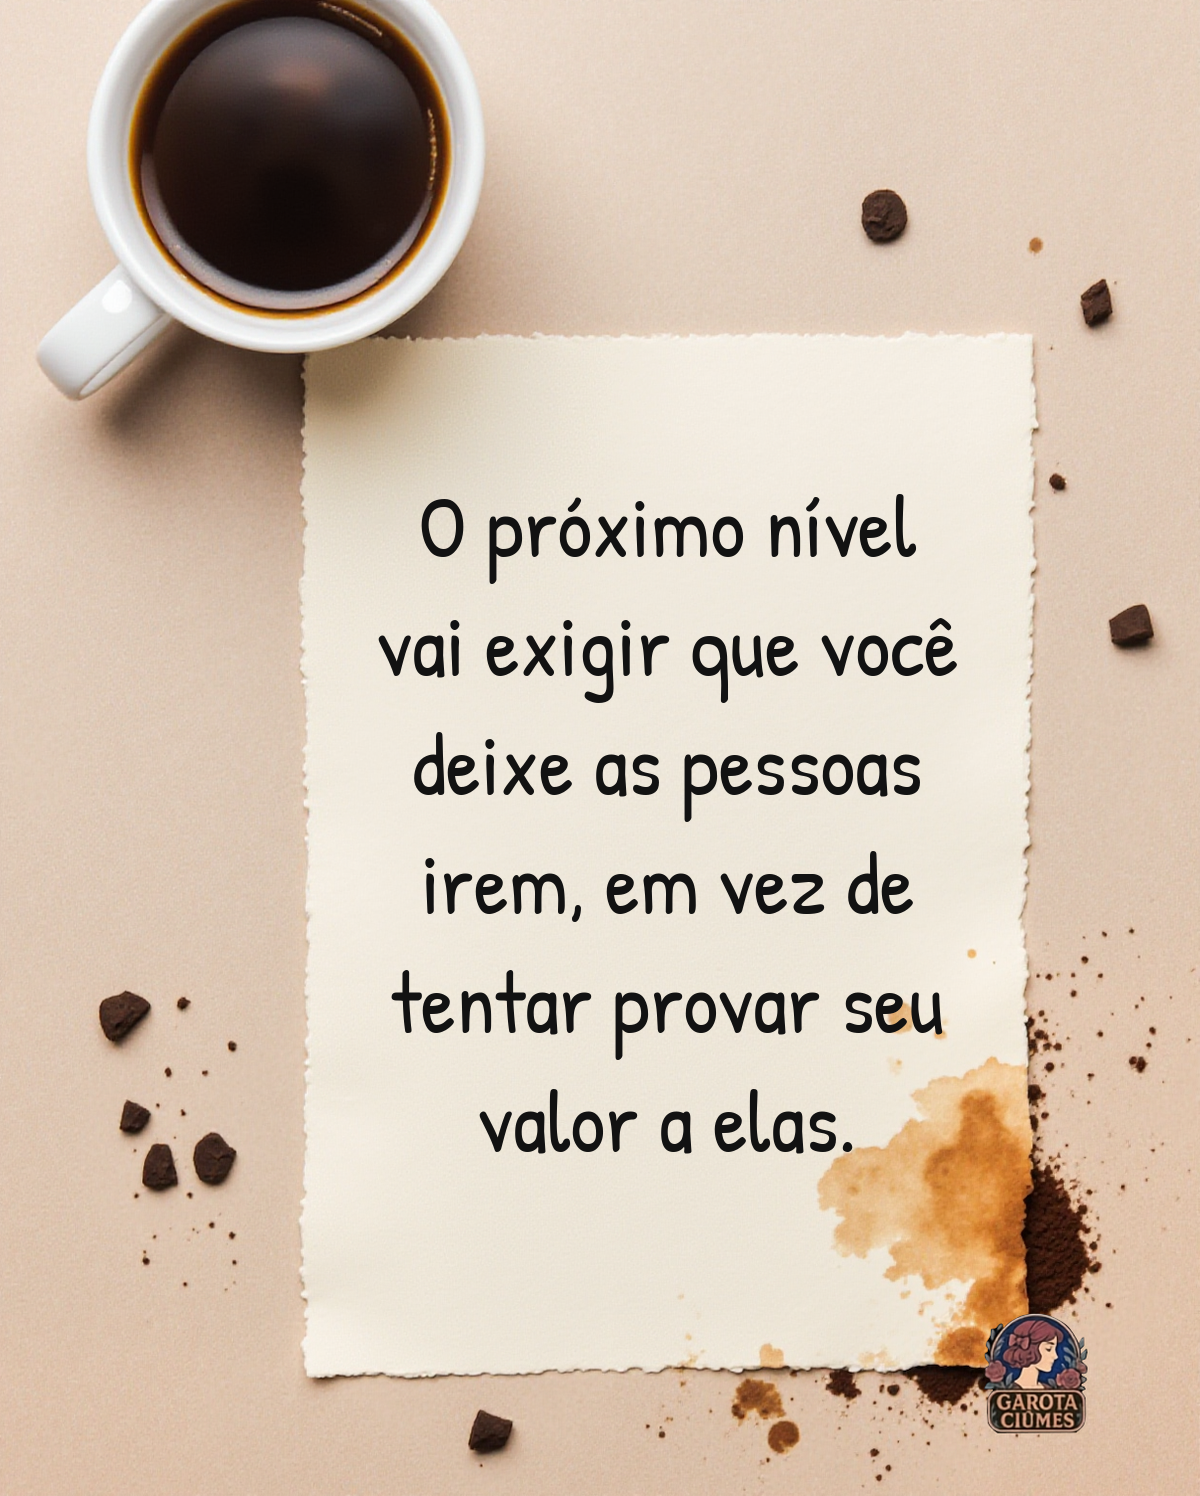 O próximo nível
vai exigir que você
deixe as pessoas
irem, em vez de
tentar provar seu
valor a elas.
GAROTA
CIÚMES